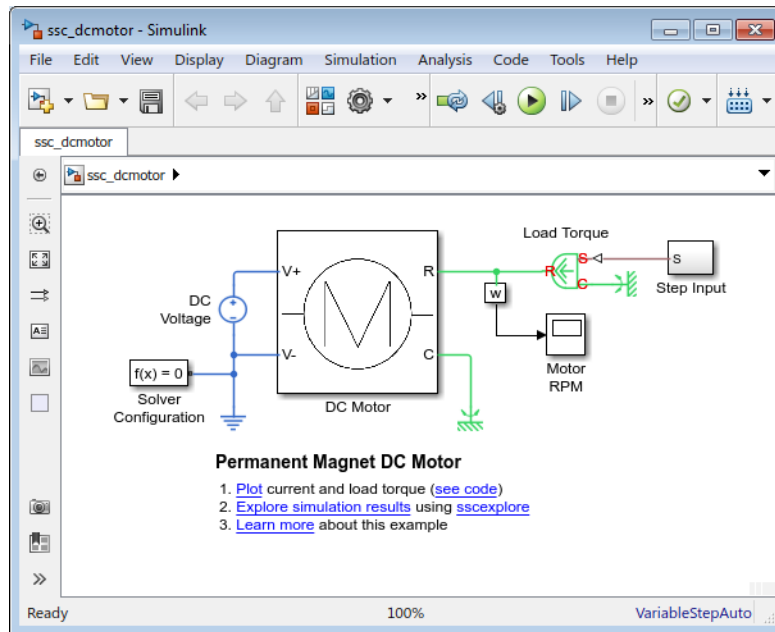 ssc_dcmotor - Simulink
File Edit View Display Diagram Simulation Analysis Code Tools Help
» »
ssc_dcmotor
ssc_dcmotor
Load Torque
V+
R
R
S
S
C
Step Input
DC
Voltage
w
V-
C
f(x) = 0
Solver
Configuration
DC Motor
Motor
RPM
Permanent Magnet DC Motor
1. Plot current and load torque (see code)
2. Explore simulation results using sscexplore
3. Learn more about this example
Ready 100% VariableStepAuto